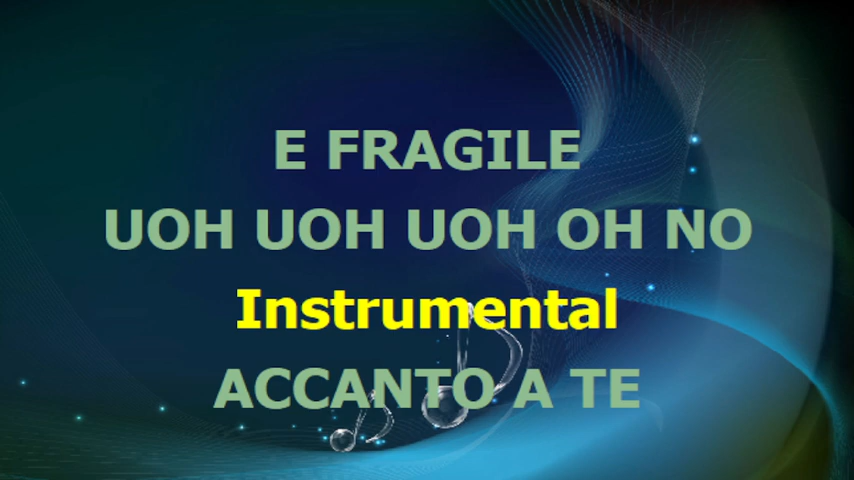 E FRAGILE
UOH UOH UOH OH NO
Instrumental
ACCANTO A TE